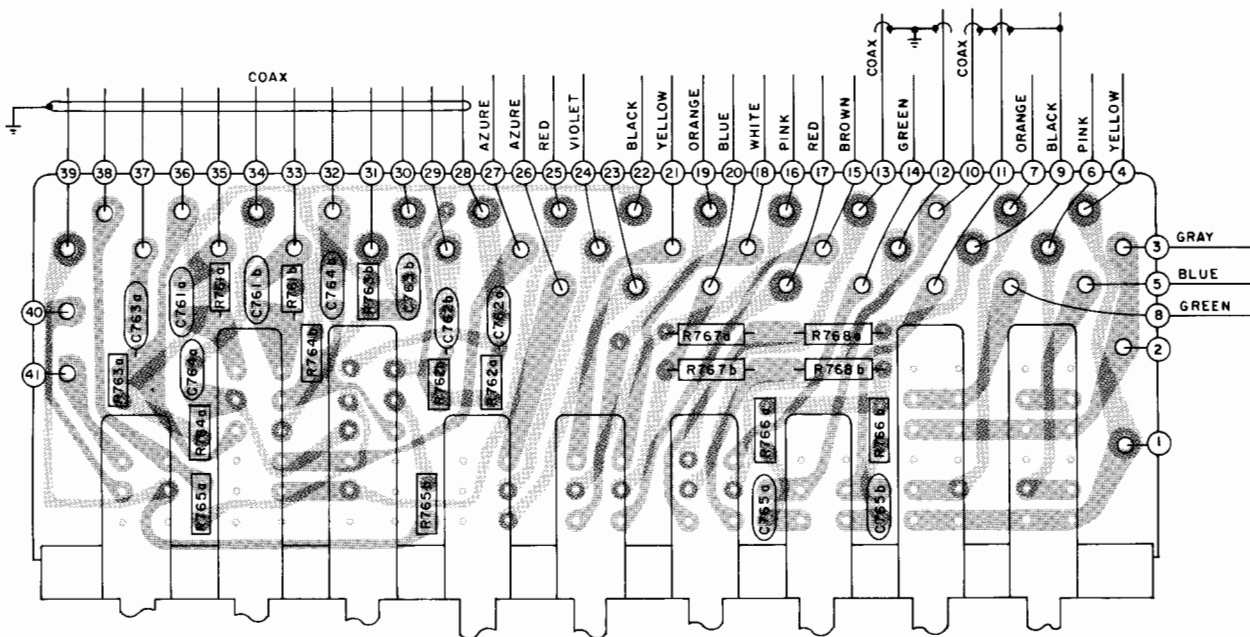 COAX
COAX
COAX
AZURE
AZURE
RED
VIOLET
BLACK
YELLOW
ORANGE
BLUE
WHITE
PINK
RED
BROWN
GREEN
ORANGE
BLACK
PINK
YELLOW
39 38 37 36 35 34 33 32 31 30 29 28 27 26 25 24 23 22 21 19 20 18 16 17 15 13 14 12 10 11 7 9 6 4
3 GRAY
5 BLUE
8 GREEN
40
2
41
1
C763a
C761a
R761a
C761b
R761b
C764b
R763b
C763b
C762b
C762a
R767a
R768a
R763a
C764a
R764b
R762b
R762a
R767b
R768b
R764a
R766a
R766b
R765a
R765b
C765a
C765b